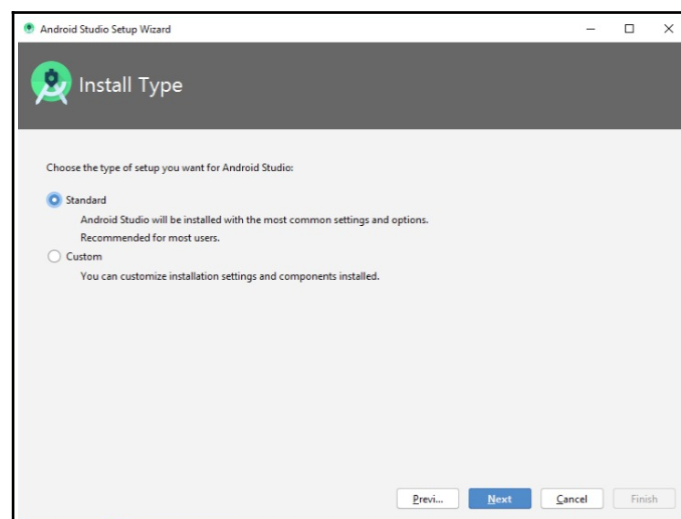 Android Studio Setup Wizard
Install Type
Choose the type of setup you want for Android Studio:
Standard
Android Studio will be installed with the most common settings and options.
Recommended for most users.
Custom
You can customize installation settings and components installed.
Previ... Next Cancel Finish